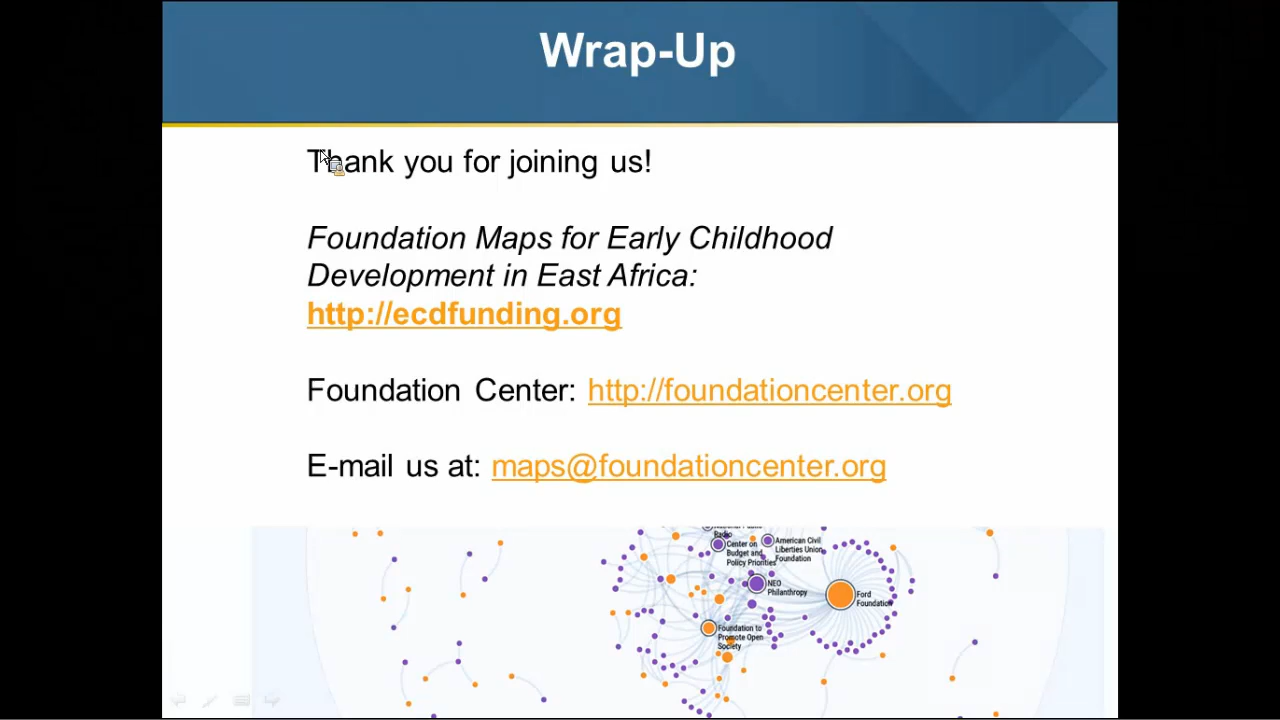 Wrap-Up
Thank you for joining us!
Foundation Maps for Early Childhood
Development in East Africa:
http://ecdfunding.org
Foundation Center: http://foundationcenter.org
E-mail us at: maps@foundationcenter.org
Radio
Center on
Budget and
Policy Priorities
American Civil
Liberties Union
Foundation
NEO
Philanthropy
Ford
Foundation
Foundation to
Promote Open
Society